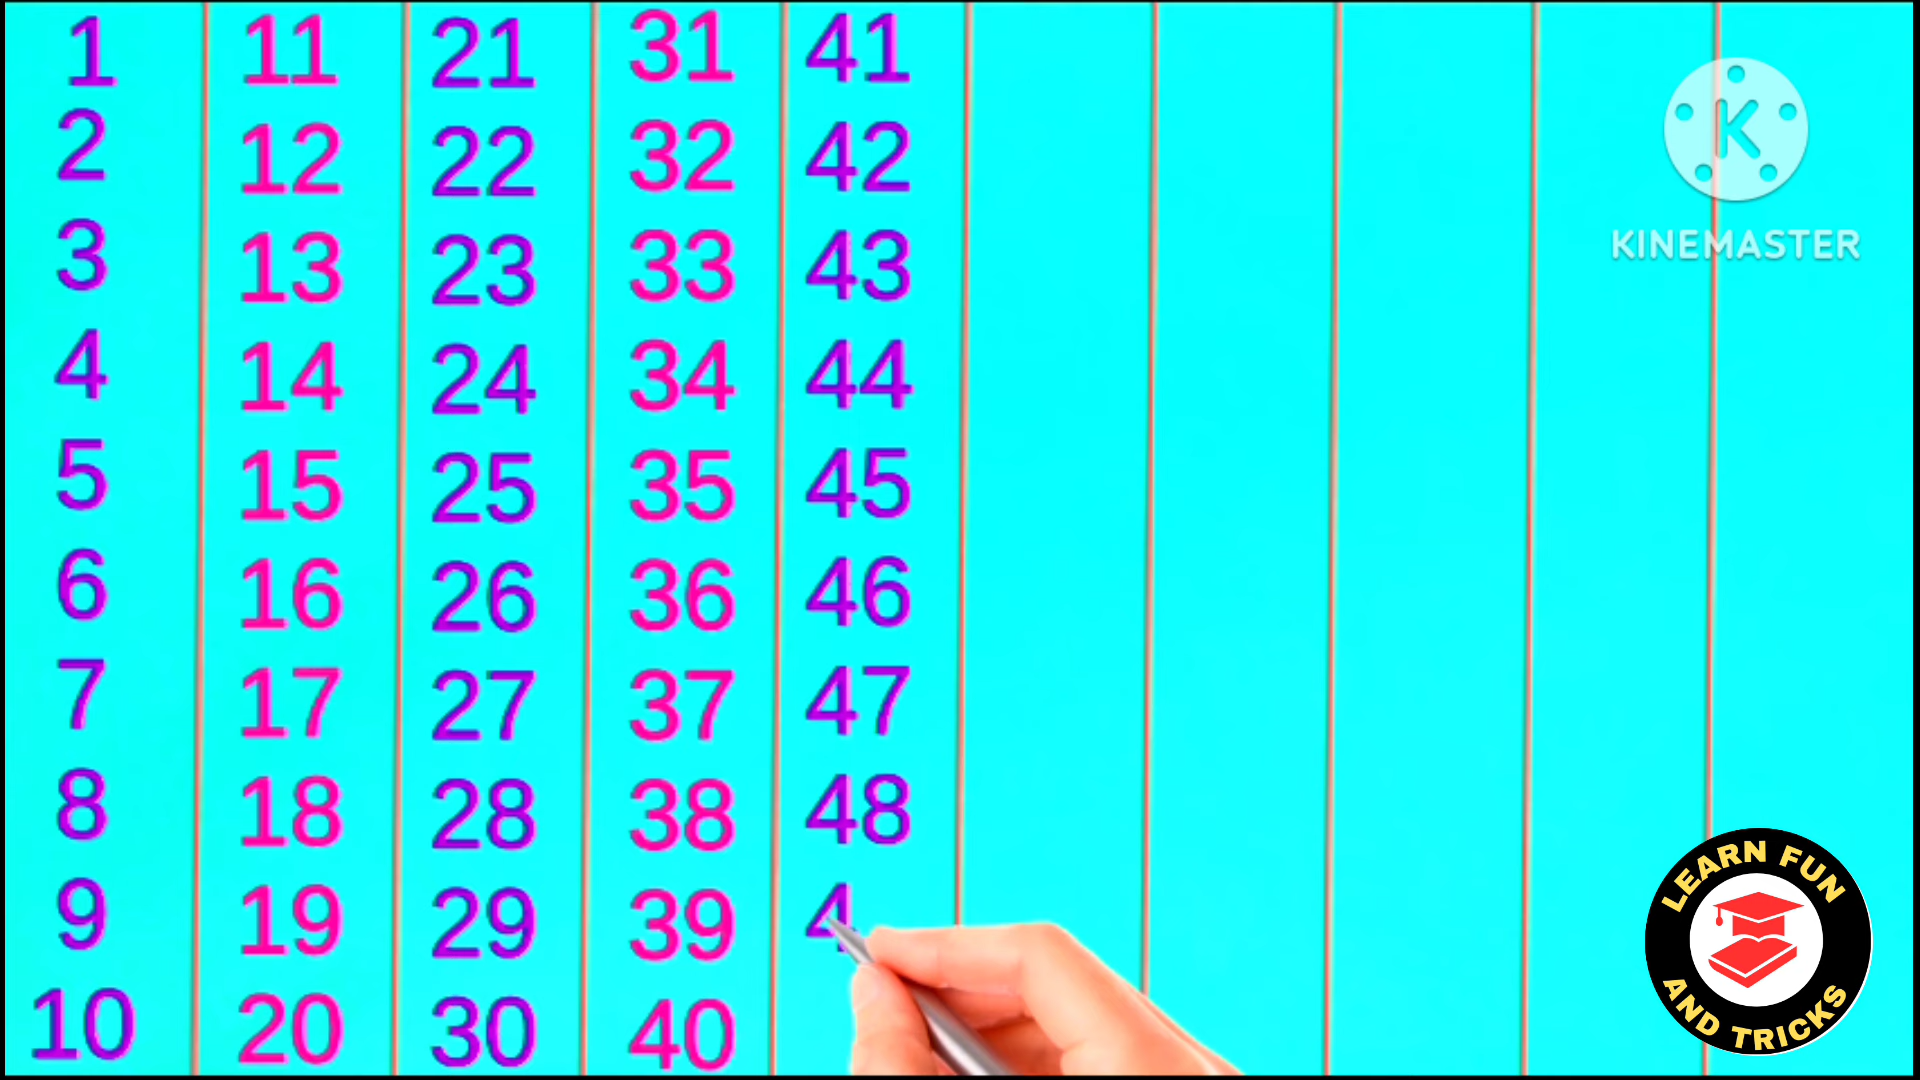 1 11 21 31 41
2 12 22 32 42
3 13 23 33 43
4 14 24 34 44
5 15 25 35 45
6 16 26 36 46
7 17 27 37 47
8 18 28 38 48
9 19 29 39 4
10 20 30 40
K
KINEMASTER
LEARN FUN
AND TRICKS